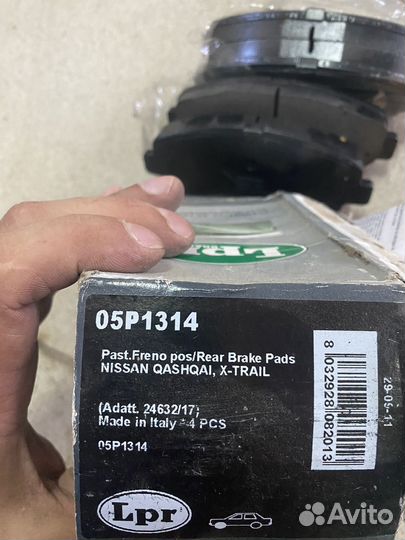 LPR
05P1314
Past.Freno pos/Rear Brake Pads
NISSAN QASHQAI, X-TRAIL
(Adatt. 24632/17)
Made in Italy - 4 PCS
05P1314
8 032928 082013
29-05-11
Lpr
Avito